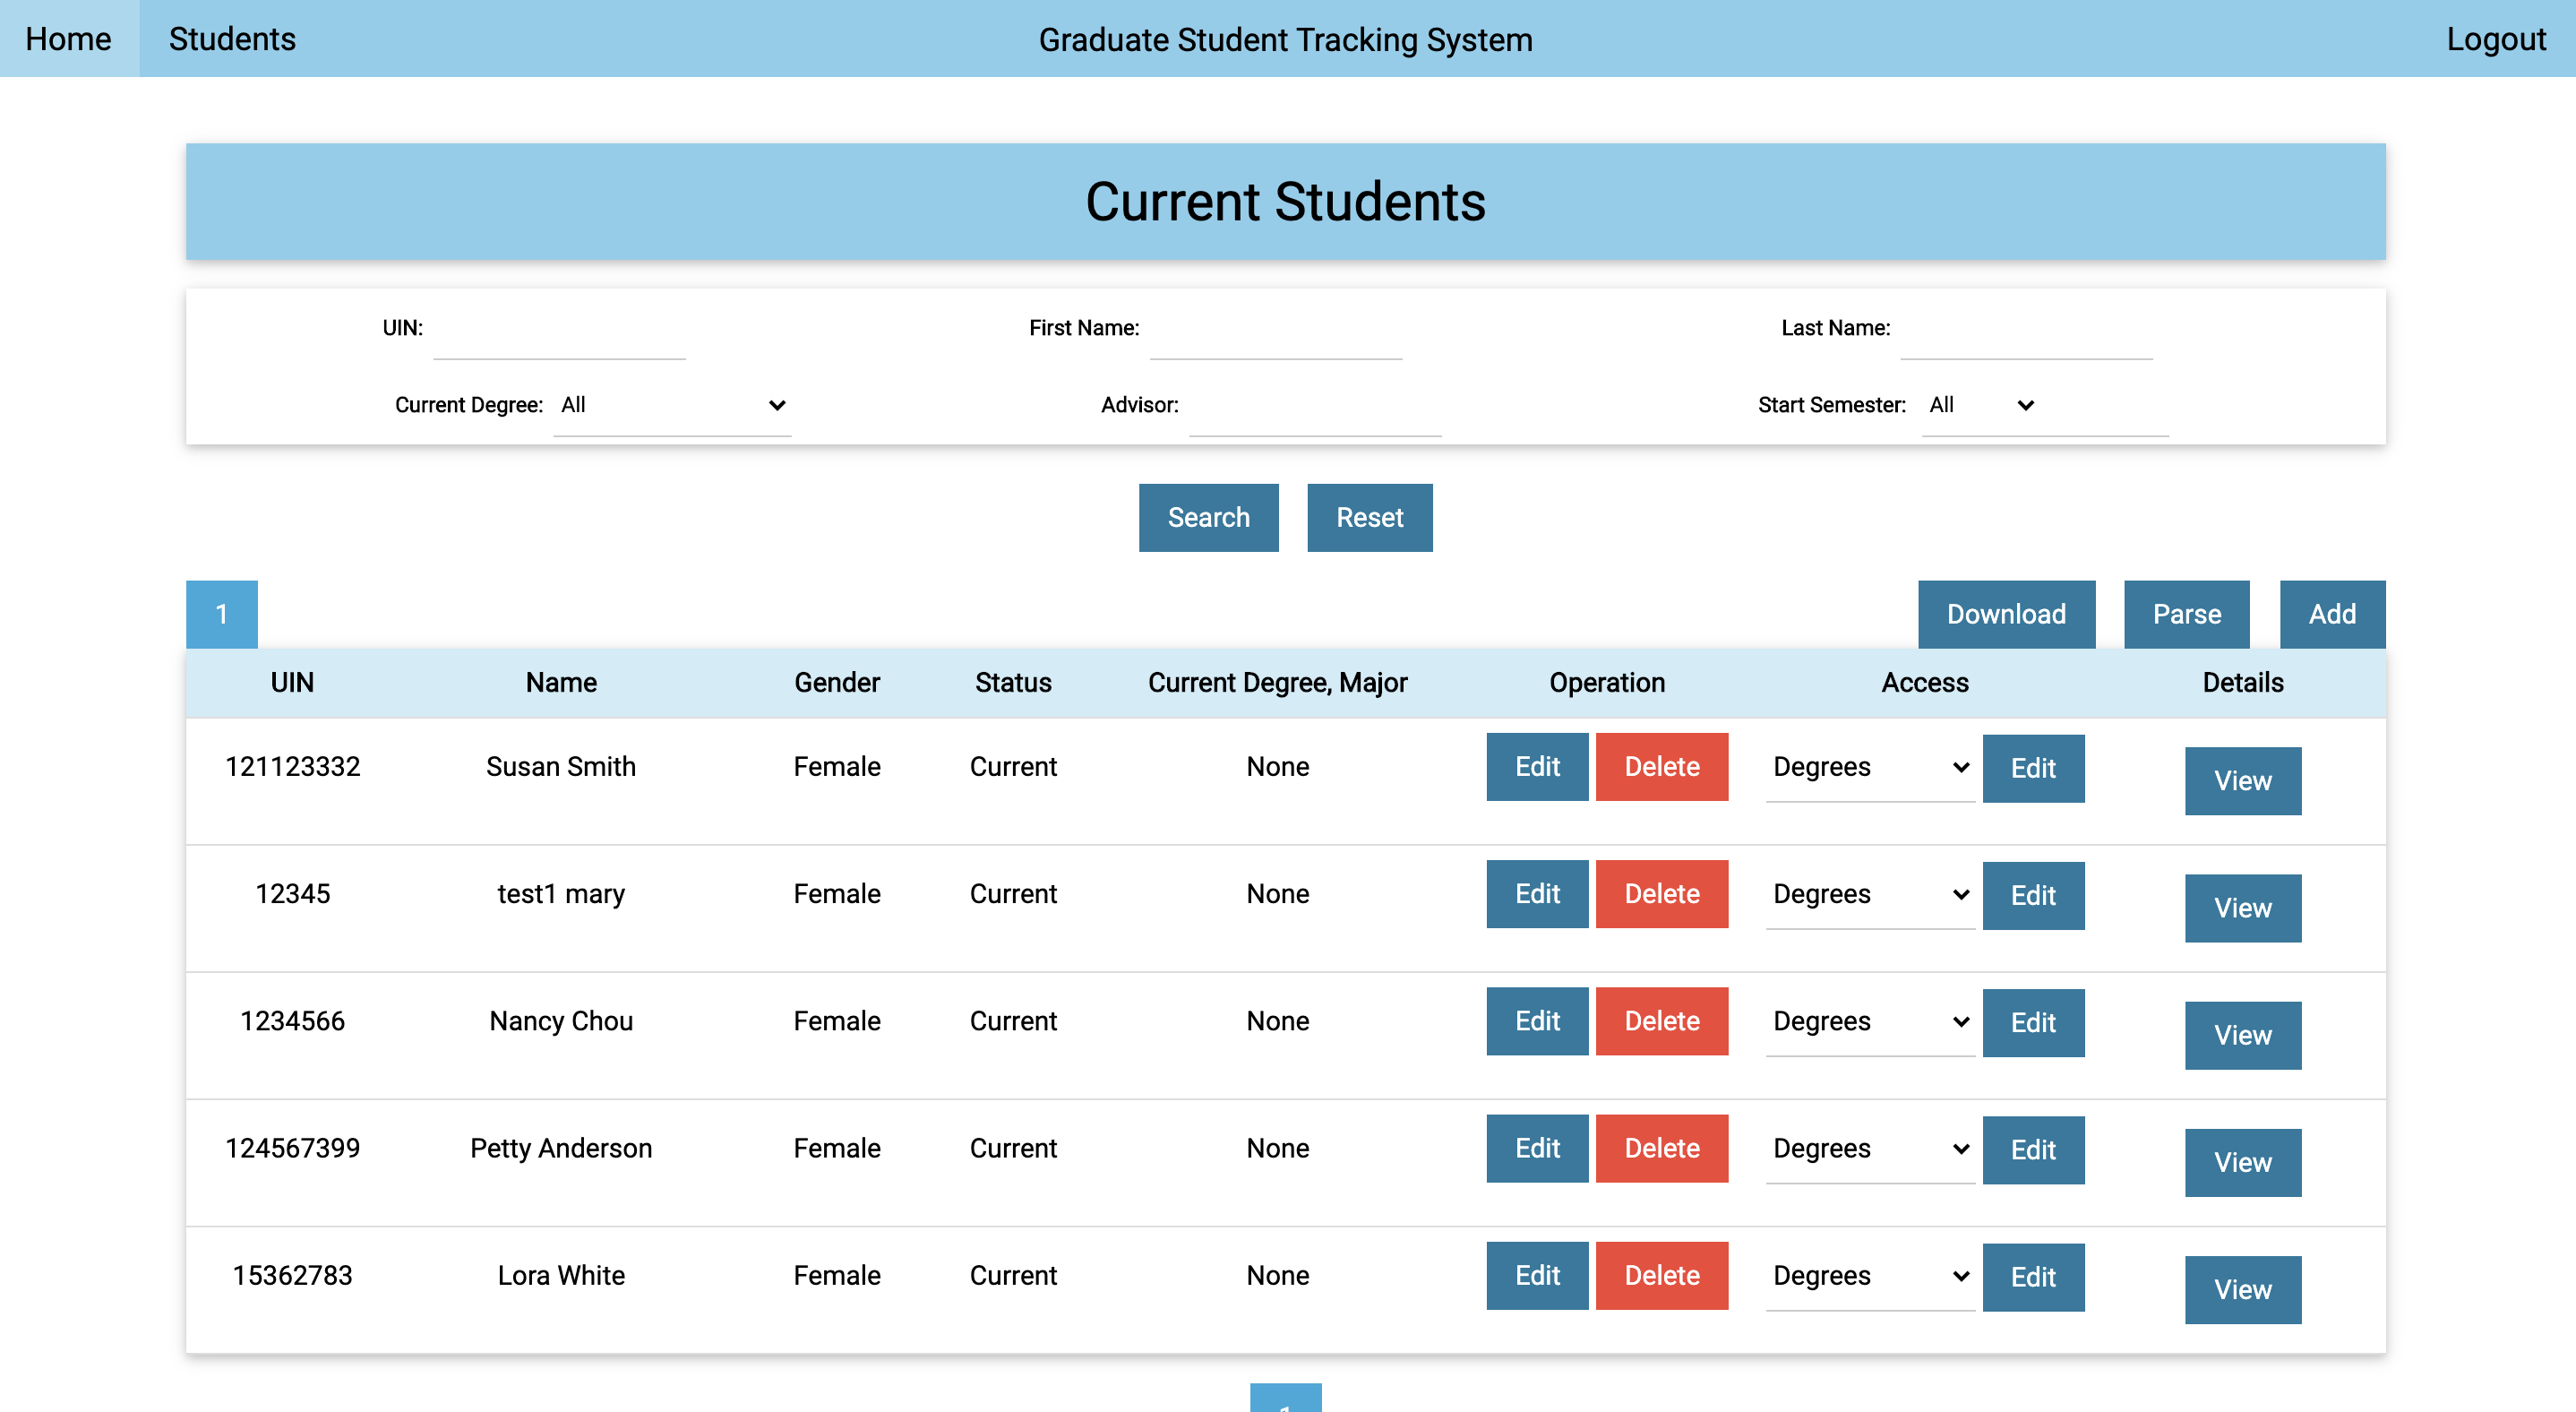 Home Students Graduate Student Tracking System Logout
Current Students
UIN: First Name: Last Name:
Current Degree: All Advisor: Start Semester: All
Search Reset
1 Download Parse Add
UIN Name Gender Status Current Degree, Major Operation Access Details
121123332 Susan Smith Female Current None Edit Delete Degrees Edit View
12345 test1 mary Female Current None Edit Delete Degrees Edit View
1234566 Nancy Chou Female Current None Edit Delete Degrees Edit View
124567399 Petty Anderson Female Current None Edit Delete Degrees Edit View
15362783 Lora White Female Current None Edit Delete Degrees Edit View
1